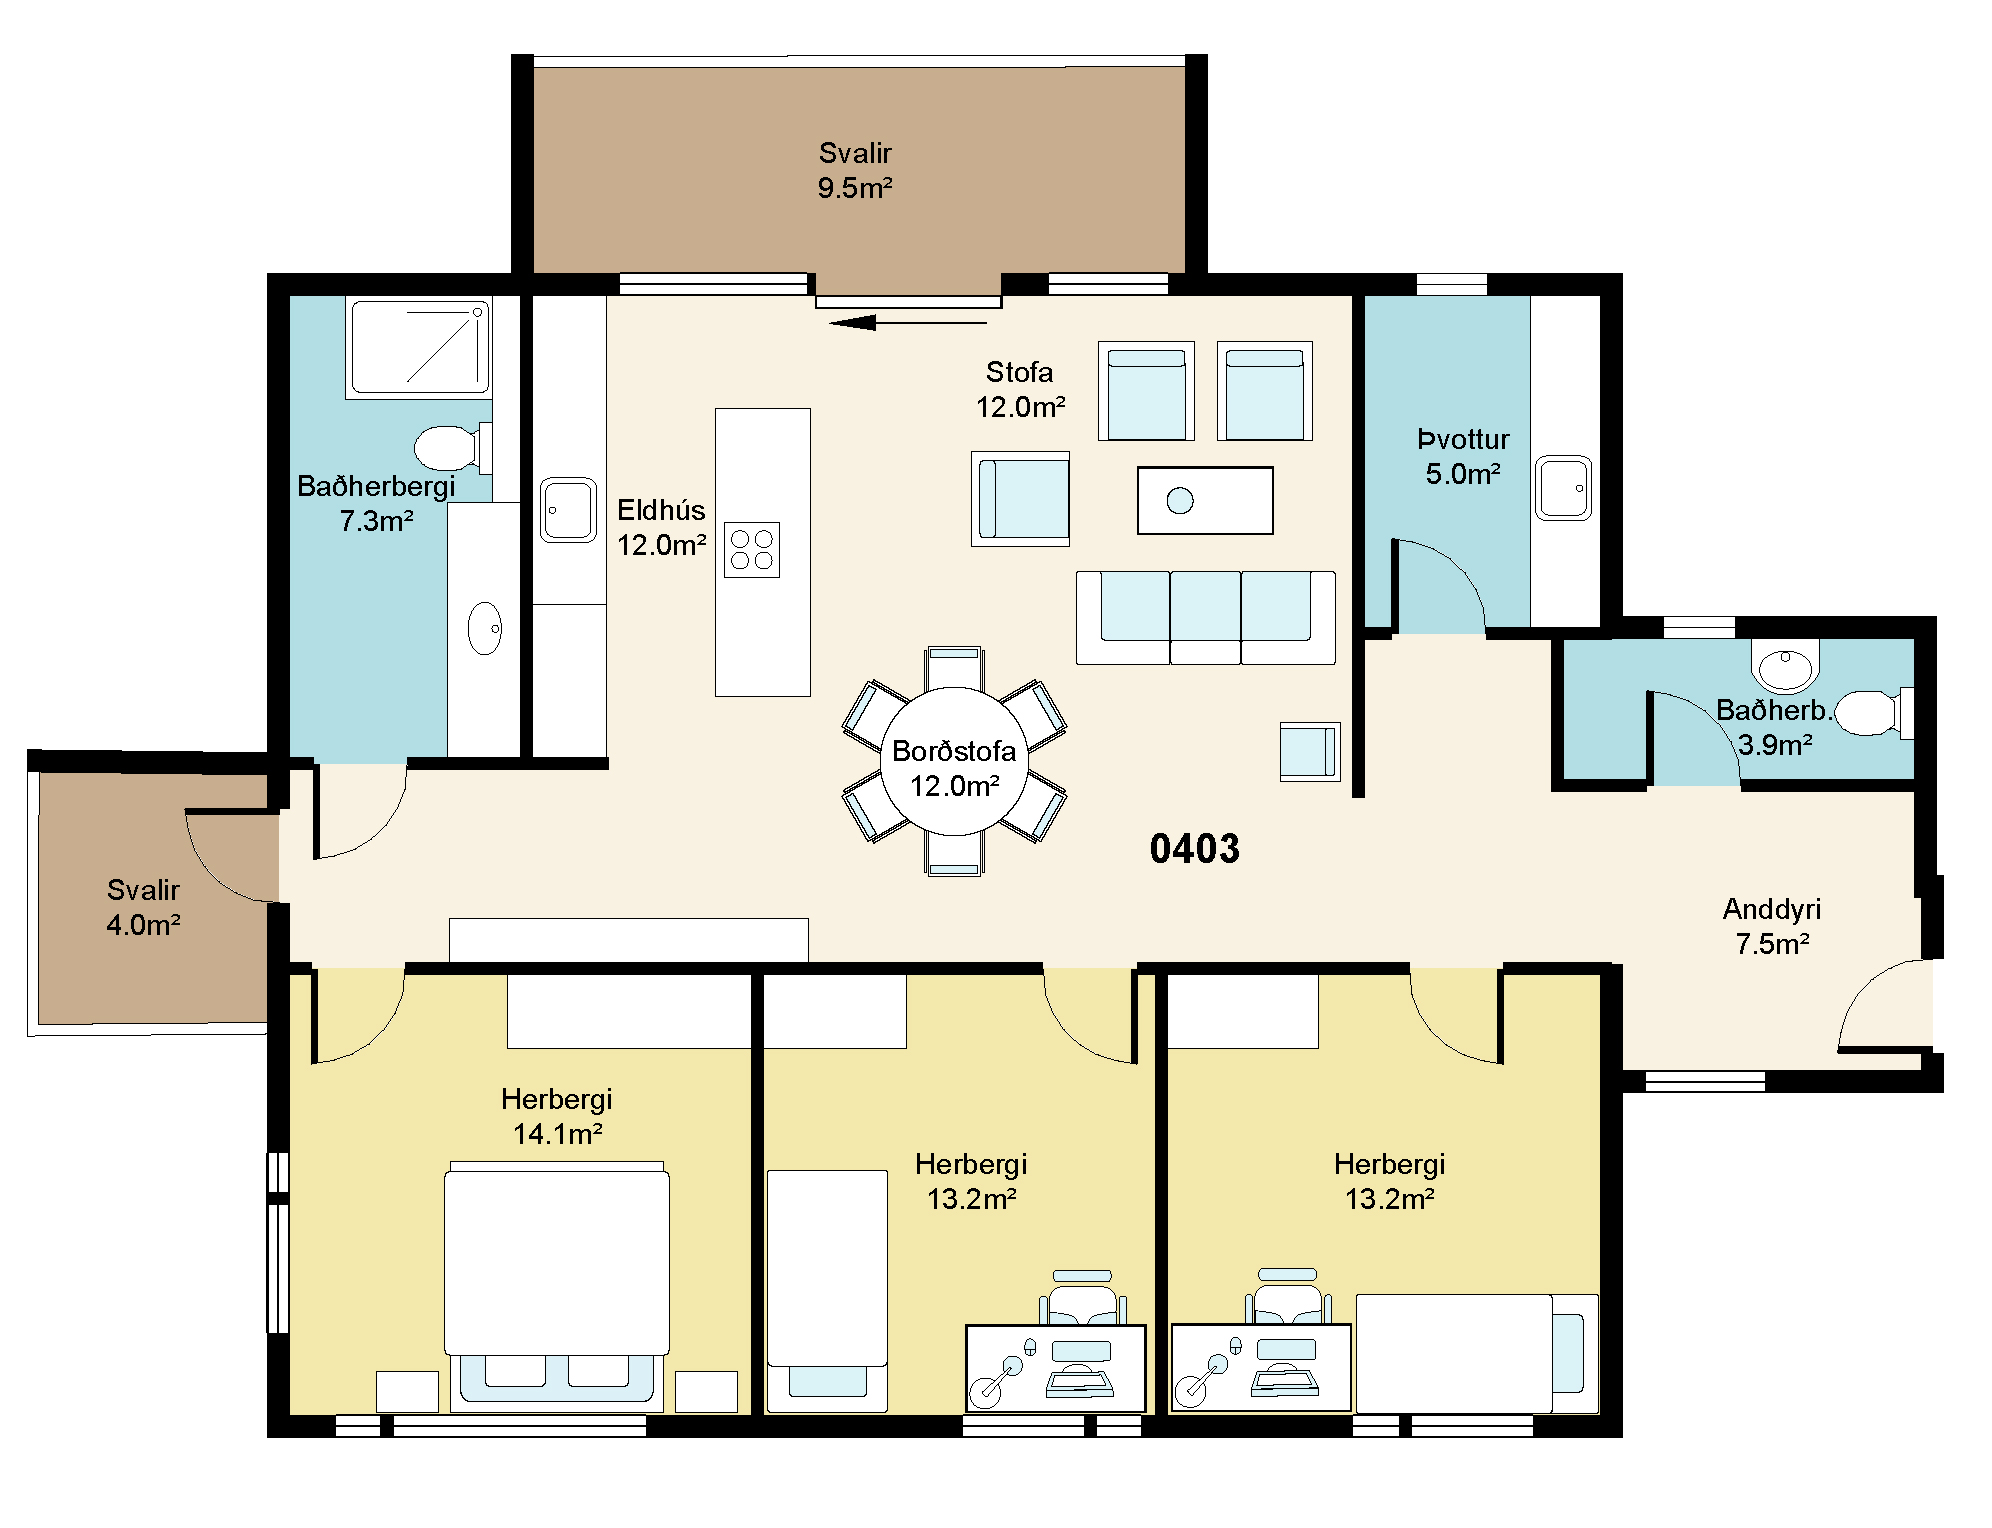 Svalir
9.5m²
Stofa
12.0m²
Þvottur
5.0m²
Baðherbergi
7.3m²
Eldhús
12.0m²
Baðherb.
3.9m²
Borðstofa
12.0m²
0403
Svalir
4.0m²
Anddyri
7.5m²
Herbergi
14.1m²
Herbergi
13.2m²
Herbergi
13.2m²